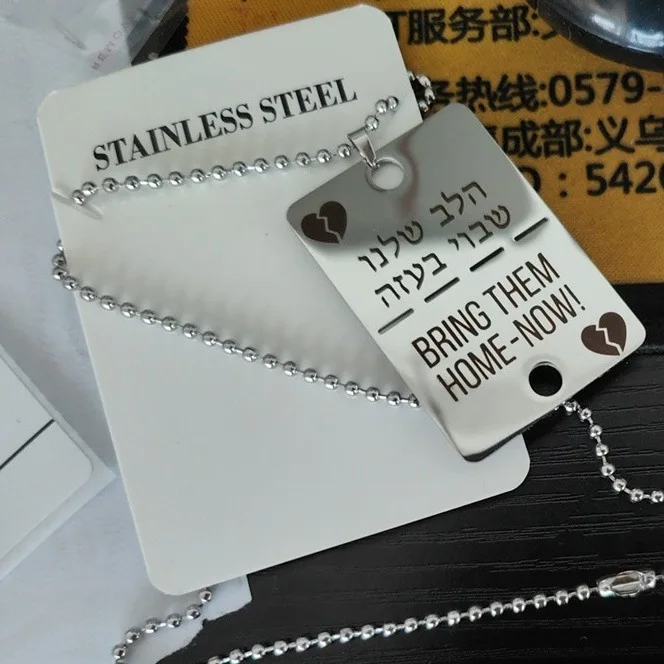 STAINLESS STEEL
הלב שלנו
שבוי בעזה
BRING THEM
HOME-NOW!
T服务部:
热线:0579-
成部:义乌
: 542